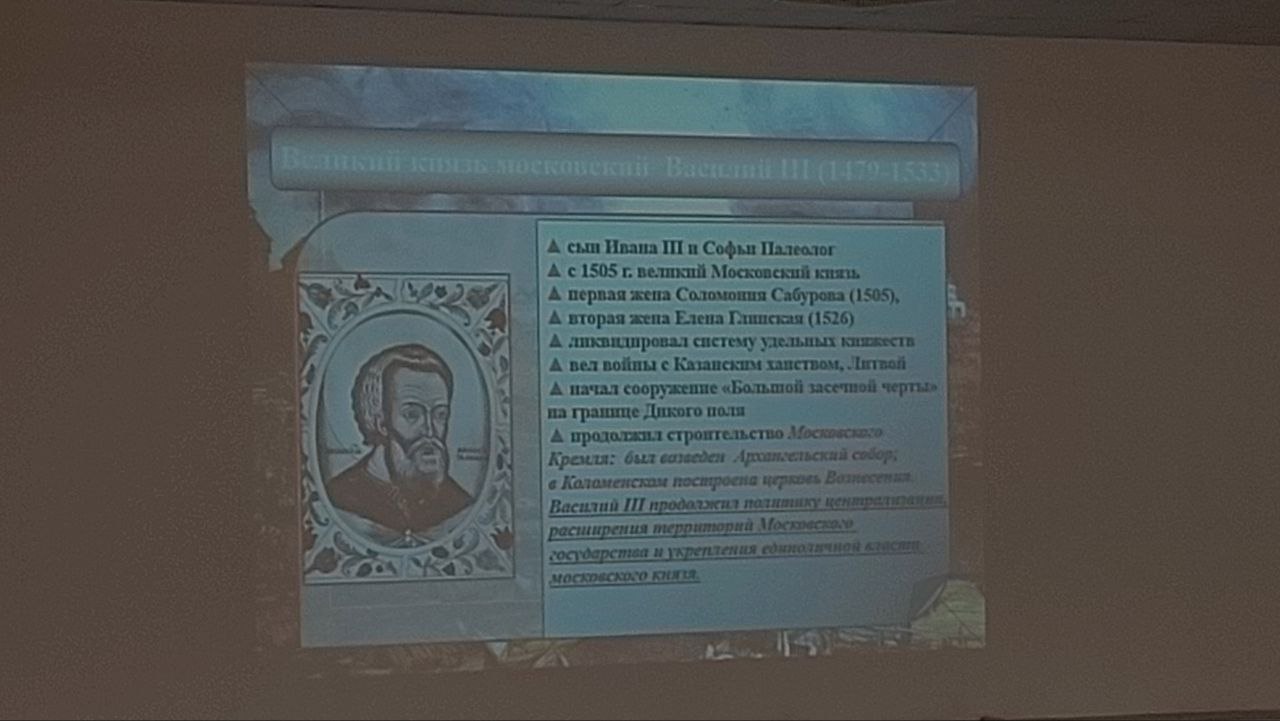 Великий князь московский Василий III (1479-1533)
сын Ивана III и Софьи Палеолог
с 1505 г. великий Московский князь
первая жена Соломония Сабурова (1505),
вторая жена Елена Глинская (1526)
ликвидировал систему удельных княжеств
вел войны с Казанским ханством, Литвой
начал сооружение «Большой засечной черты»
на границе Дикого поля
продолжил строительство Московского
Кремля: был возведен Архангельский собор;
в Коломенском построена церковь Вознесения.
Василий III продолжил политику централизации,
расширения территорий Московского
государства и укрепления единоличной власти
московского князя.